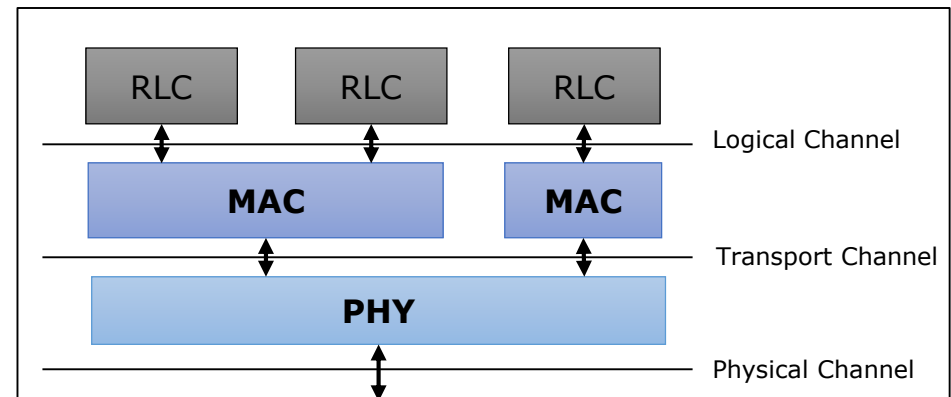 RLC RLC RLC
Logical Channel
MAC MAC
Transport Channel
PHY
Physical Channel